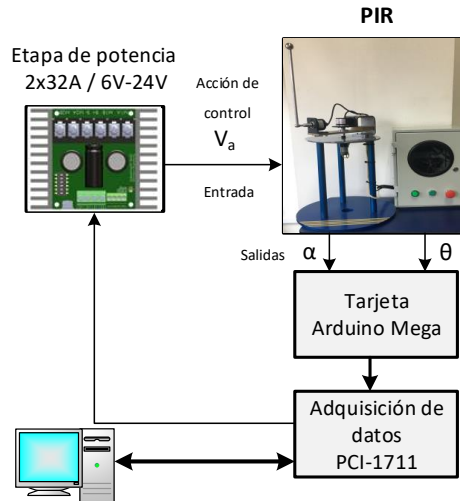 PIR
Etapa de potencia
2x32A / 6V-24V
Acción de
control
Va
Entrada
Salidas α θ
Tarjeta
Arduino Mega
Adquisición de
datos
PCI-1711